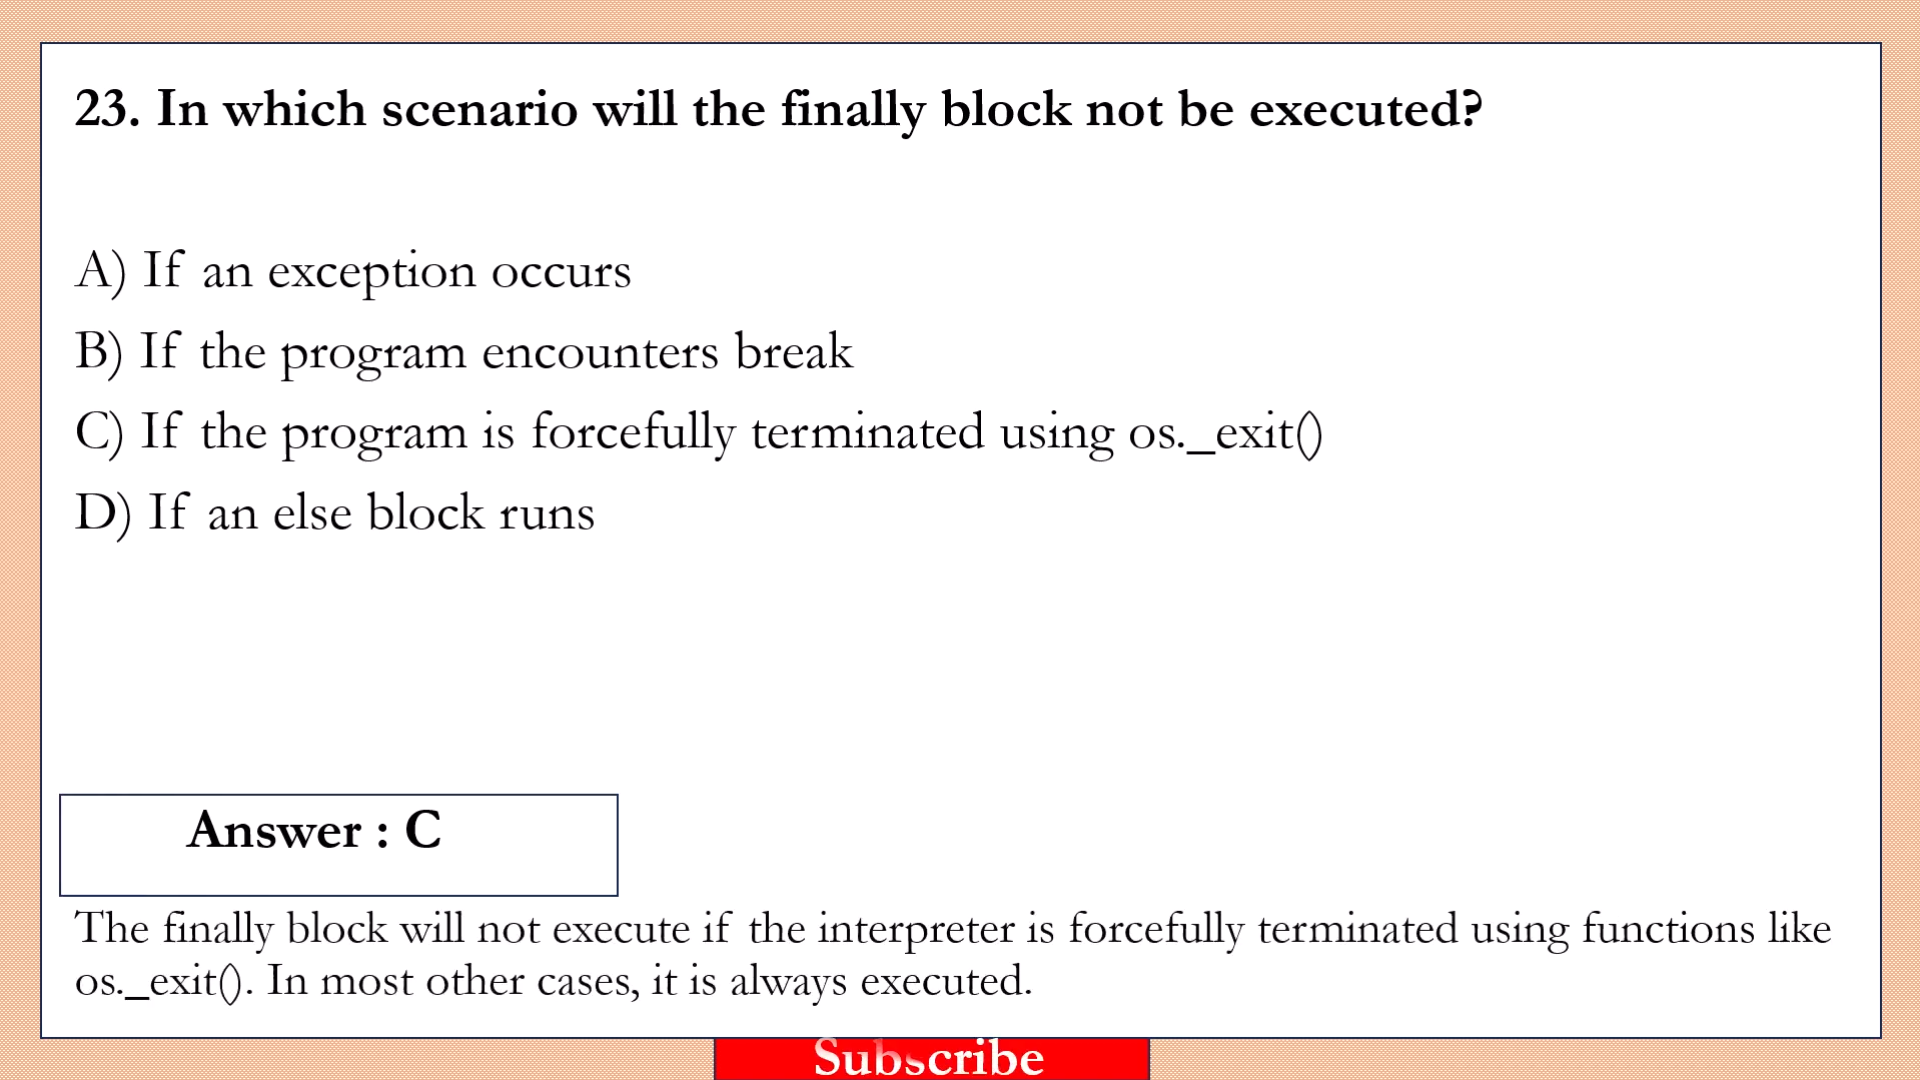 23. In which scenario will the finally block not be executed?
A) If an exception occurs
B) If the program encounters break
C) If the program is forcefully terminated using os._exit()
D) If an else block runs
Answer : C
The finally block will not execute if the interpreter is forcefully terminated using functions like
os._exit(). In most other cases, it is always executed.
Subscribe